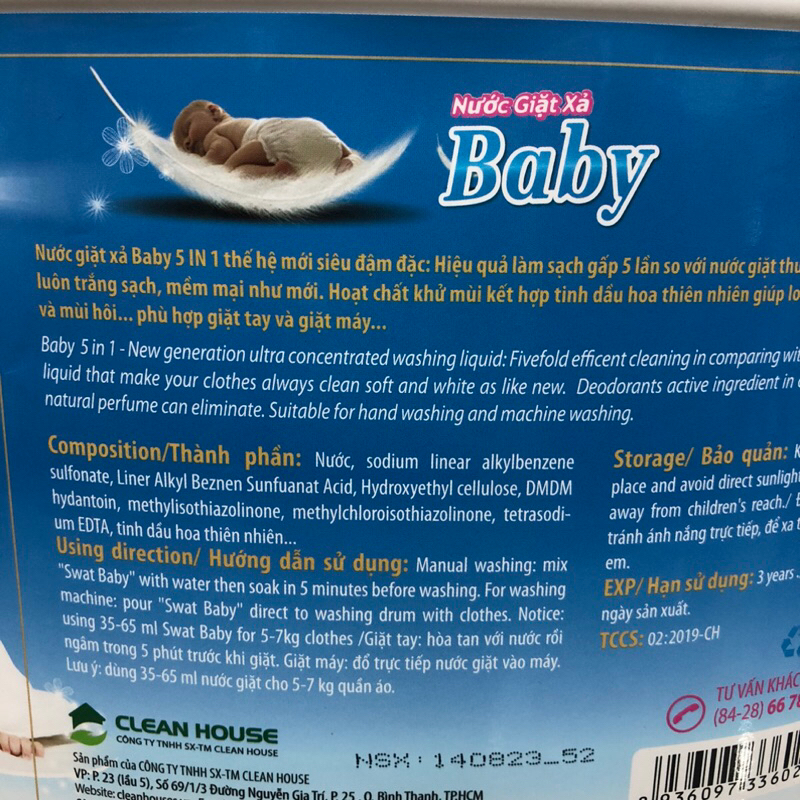 Nước Giặt Xả
Baby
Nước giặt xả Baby 5 IN 1 thế hệ mới siêu đậm đặc: Hiệu quả làm sạch gấp 5 lần so với nước giặt
luôn trắng sạch, mềm mại như mới. Hoạt chất khử mùi kết hợp tinh dầu hoa thiên nhiên giúp
và mùi hôi... phù hợp giặt tay và giặt máy...
Baby 5 in 1 - New generation ultra concentrated washing liquid: Fivefold efficent cleaning in comparing
liquid that make your clothes always clean soft and white as like new. Deodorants active ingredient in
natural perfume can eliminate. Suitable for hand washing and machine washing.
Composition/Thành phần: Nước, sodium linear alkylbenzene
sulfonate, Liner Alkyl Beznen Sunfuanat Acid, Hydroxyethyl cellulose, DMDM
hydantoin, methylisothiazolinone, methylchloroisothiazolinone, tetrasodi-
um EDTA, tinh dầu hoa thiên nhiên...
Using direction/ Hướng dẫn sử dụng: Manual washing: mix
"Swat Baby" with water then soak in 5 minutes before washing. For washing
machine: pour "Swat Baby" direct to washing drum with clothes. Notice:
using 35-65 ml Swat Baby for 5-7kg clothes /Giặt tay: hòa tan với nước rồi
ngâm trong 5 phút trước khi giặt. Giặt máy: đổ trực tiếp nước giặt vào máy.
Lưu ý: dùng 35-65 ml nước giặt cho 5-7 kg quần áo.
Storage/ Bảo quản:
place and avoid direct sunlight
away from children's reach./
tránh ánh nắng trực tiếp, để xa
em.
EXP/ Hạn sử dụng: 3 years
ngày sản xuất.
TCCS: 02:2019-CH
TƯ VẤN KHÁC
(84-28) 66 78
CLEAN HOUSE
CÔNG TY TNHH SX-TM CLEAN HOUSE
NSX: 140823_52
Sản phẩm của CÔNG TY TNHH SX-TM CLEAN HOUSE
VP: P. 23 (lầu 5), Số 69/1/3 Đường Nguyễn Gia Trí, P. 25, Q. Bình Thạnh, TP.HCM
Website:
936097 33602